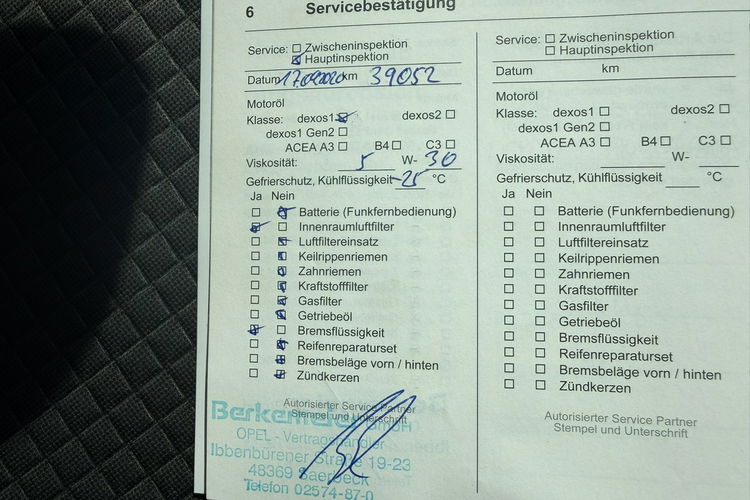 6 Servicebestätigung
Service: Zwischeninspektion
Hauptinspektion
Datum 17.092020 km 39052
Motoröl
Klasse: dexos1 dexos2
dexos1 Gen2
ACEA A3 B4 C3
Viskosität: 5 W- 30
Gefrierschutz, Kühlflüssigkeit -25 °C
Ja Nein
Batterie (Funkfernbedienung)
Innenraumluftfilter
Luftfiltereinsatz
Keilrippenriemen
Zahnriemen
Kraftstofffilter
Gasfilter
Getriebeöl
Bremsflüssigkeit
Reifenreparaturset
Bremsbeläge vorn / hinten
Zündkerzen
Autorisierter Service Partner
Stempel und Unterschrift
Berkemeier GmbH
OPEL - Vertragshändler
Ibbenbürener Straße 19-23
48369 Saerbeck
Telefon 02574-87-0
Service: Zwischeninspektion
Hauptinspektion
Datum km
Motoröl
Klasse: dexos1 dexos2
dexos1 Gen2
ACEA A3 B4 C3
Viskosität: W-
Gefrierschutz, Kühlflüssigkeit °C
Ja Nein
Batterie (Funkfernbedienung)
Innenraumluftfilter
Luftfiltereinsatz
Keilrippenriemen
Zahnriemen
Kraftstofffilter
Gasfilter
Getriebeöl
Bremsflüssigkeit
Reifenreparaturset
Bremsbeläge vorn / hinten
Zündkerzen
Autorisierter Service Partner
Stempel und Unterschrift